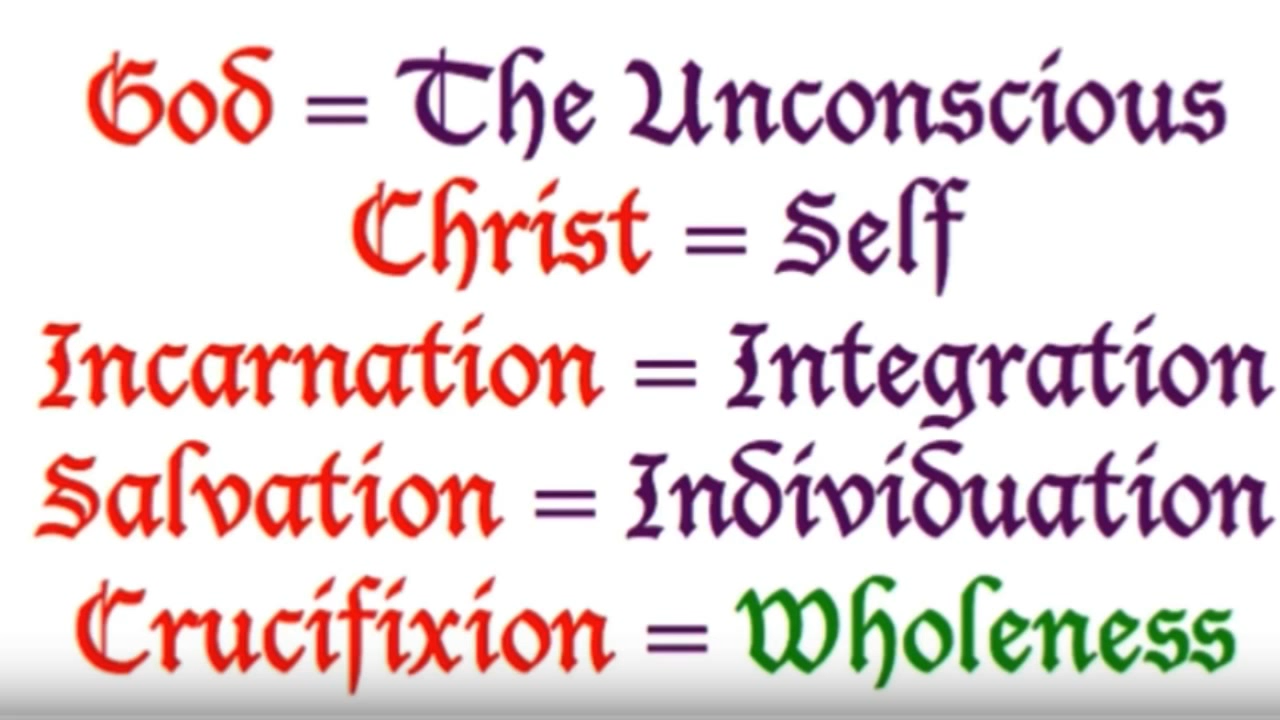 God = The Unconscious
Christ = Self
Incarnation = Integration
Salvation = Individuation
Crucifixion = Wholeness